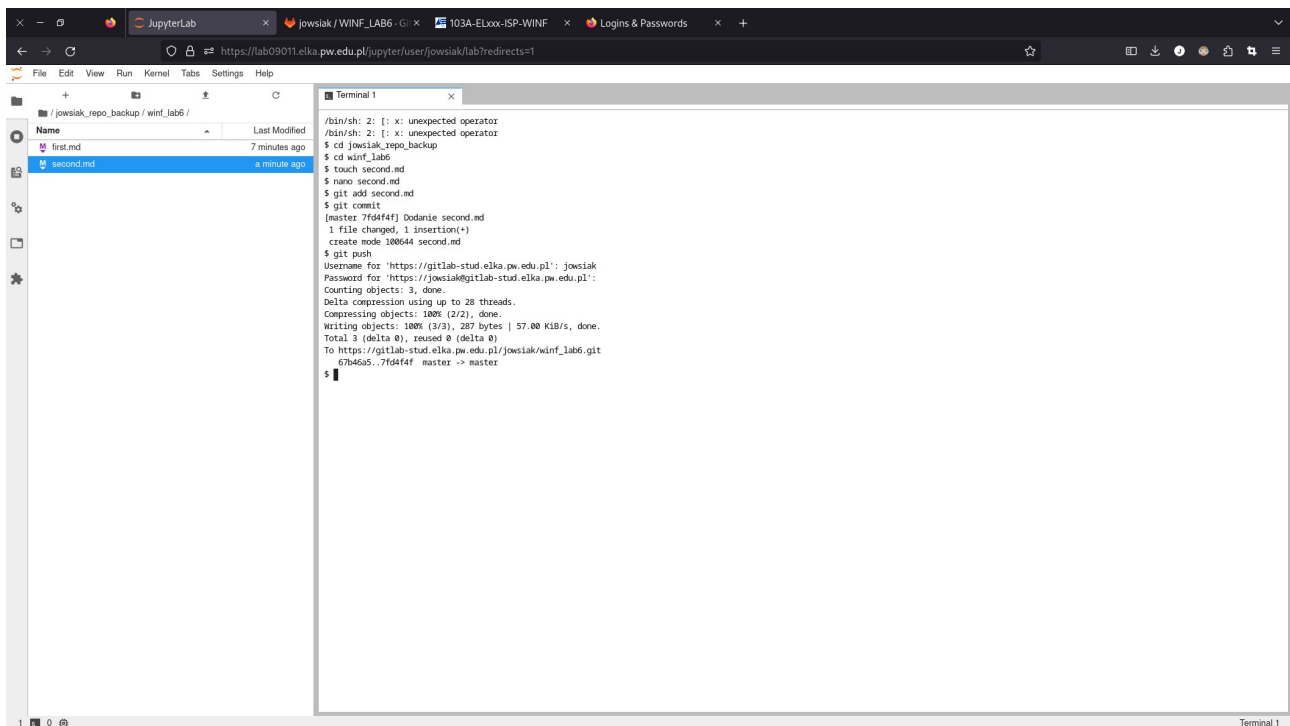 JupyterLab
jowsiak / WINF_LAB6 · Gi
103A-ELxxx-ISP-WINF
Logins & Passwords
https://lab09011.elka.pw.edu.pl/jupyter/user/jowsiak/lab?redirects=1
File Edit View Run Kernel Tabs Settings Help
/ jowsiak_repo_backup / winf_lab6 /
Name Last Modified
first.md 7 minutes ago
second.md a minute ago
Terminal 1
/bin/sh: 2: [: x: unexpected operator
/bin/sh: 2: [: x: unexpected operator
$ cd jowsiak_repo_backup
$ cd winf_lab6
$ touch second.md
$ nano second.md
$ git add second.md
$ git commit
[master 7fd4f4f] Dodanie second.md
1 file changed, 1 insertion(+)
create mode 100644 second.md
$ git push
Username for 'https://gitlab-stud.elka.pw.edu.pl': jowsiak
Password for 'https://jowsiak@gitlab-stud.elka.pw.edu.pl':
Counting objects: 3, done.
Delta compression using up to 28 threads.
Compressing objects: 100% (2/2), done.
Writing objects: 100% (3/3), 287 bytes | 57.00 KiB/s, done.
Total 3 (delta 0), reused 0 (delta 0)
To https://gitlab-stud.elka.pw.edu.pl/jowsiak/winf_lab6.git
67b46a5..7fd4f4f master -> master
$
1 0
Terminal 1